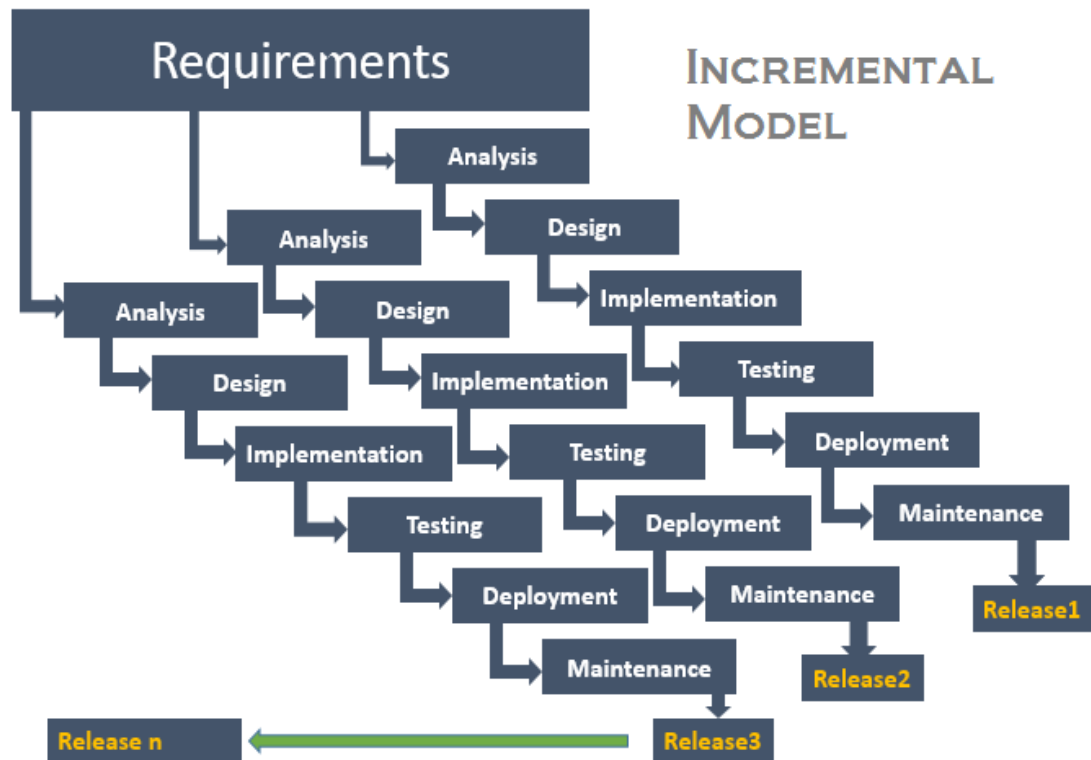 Requirements
INCREMENTAL
MODEL
Analysis
Design
Implementation
Testing
Deployment
Maintenance
Release1
Analysis
Design
Implementation
Testing
Deployment
Maintenance
Release2
Analysis
Design
Implementation
Testing
Deployment
Maintenance
Release3
Release n